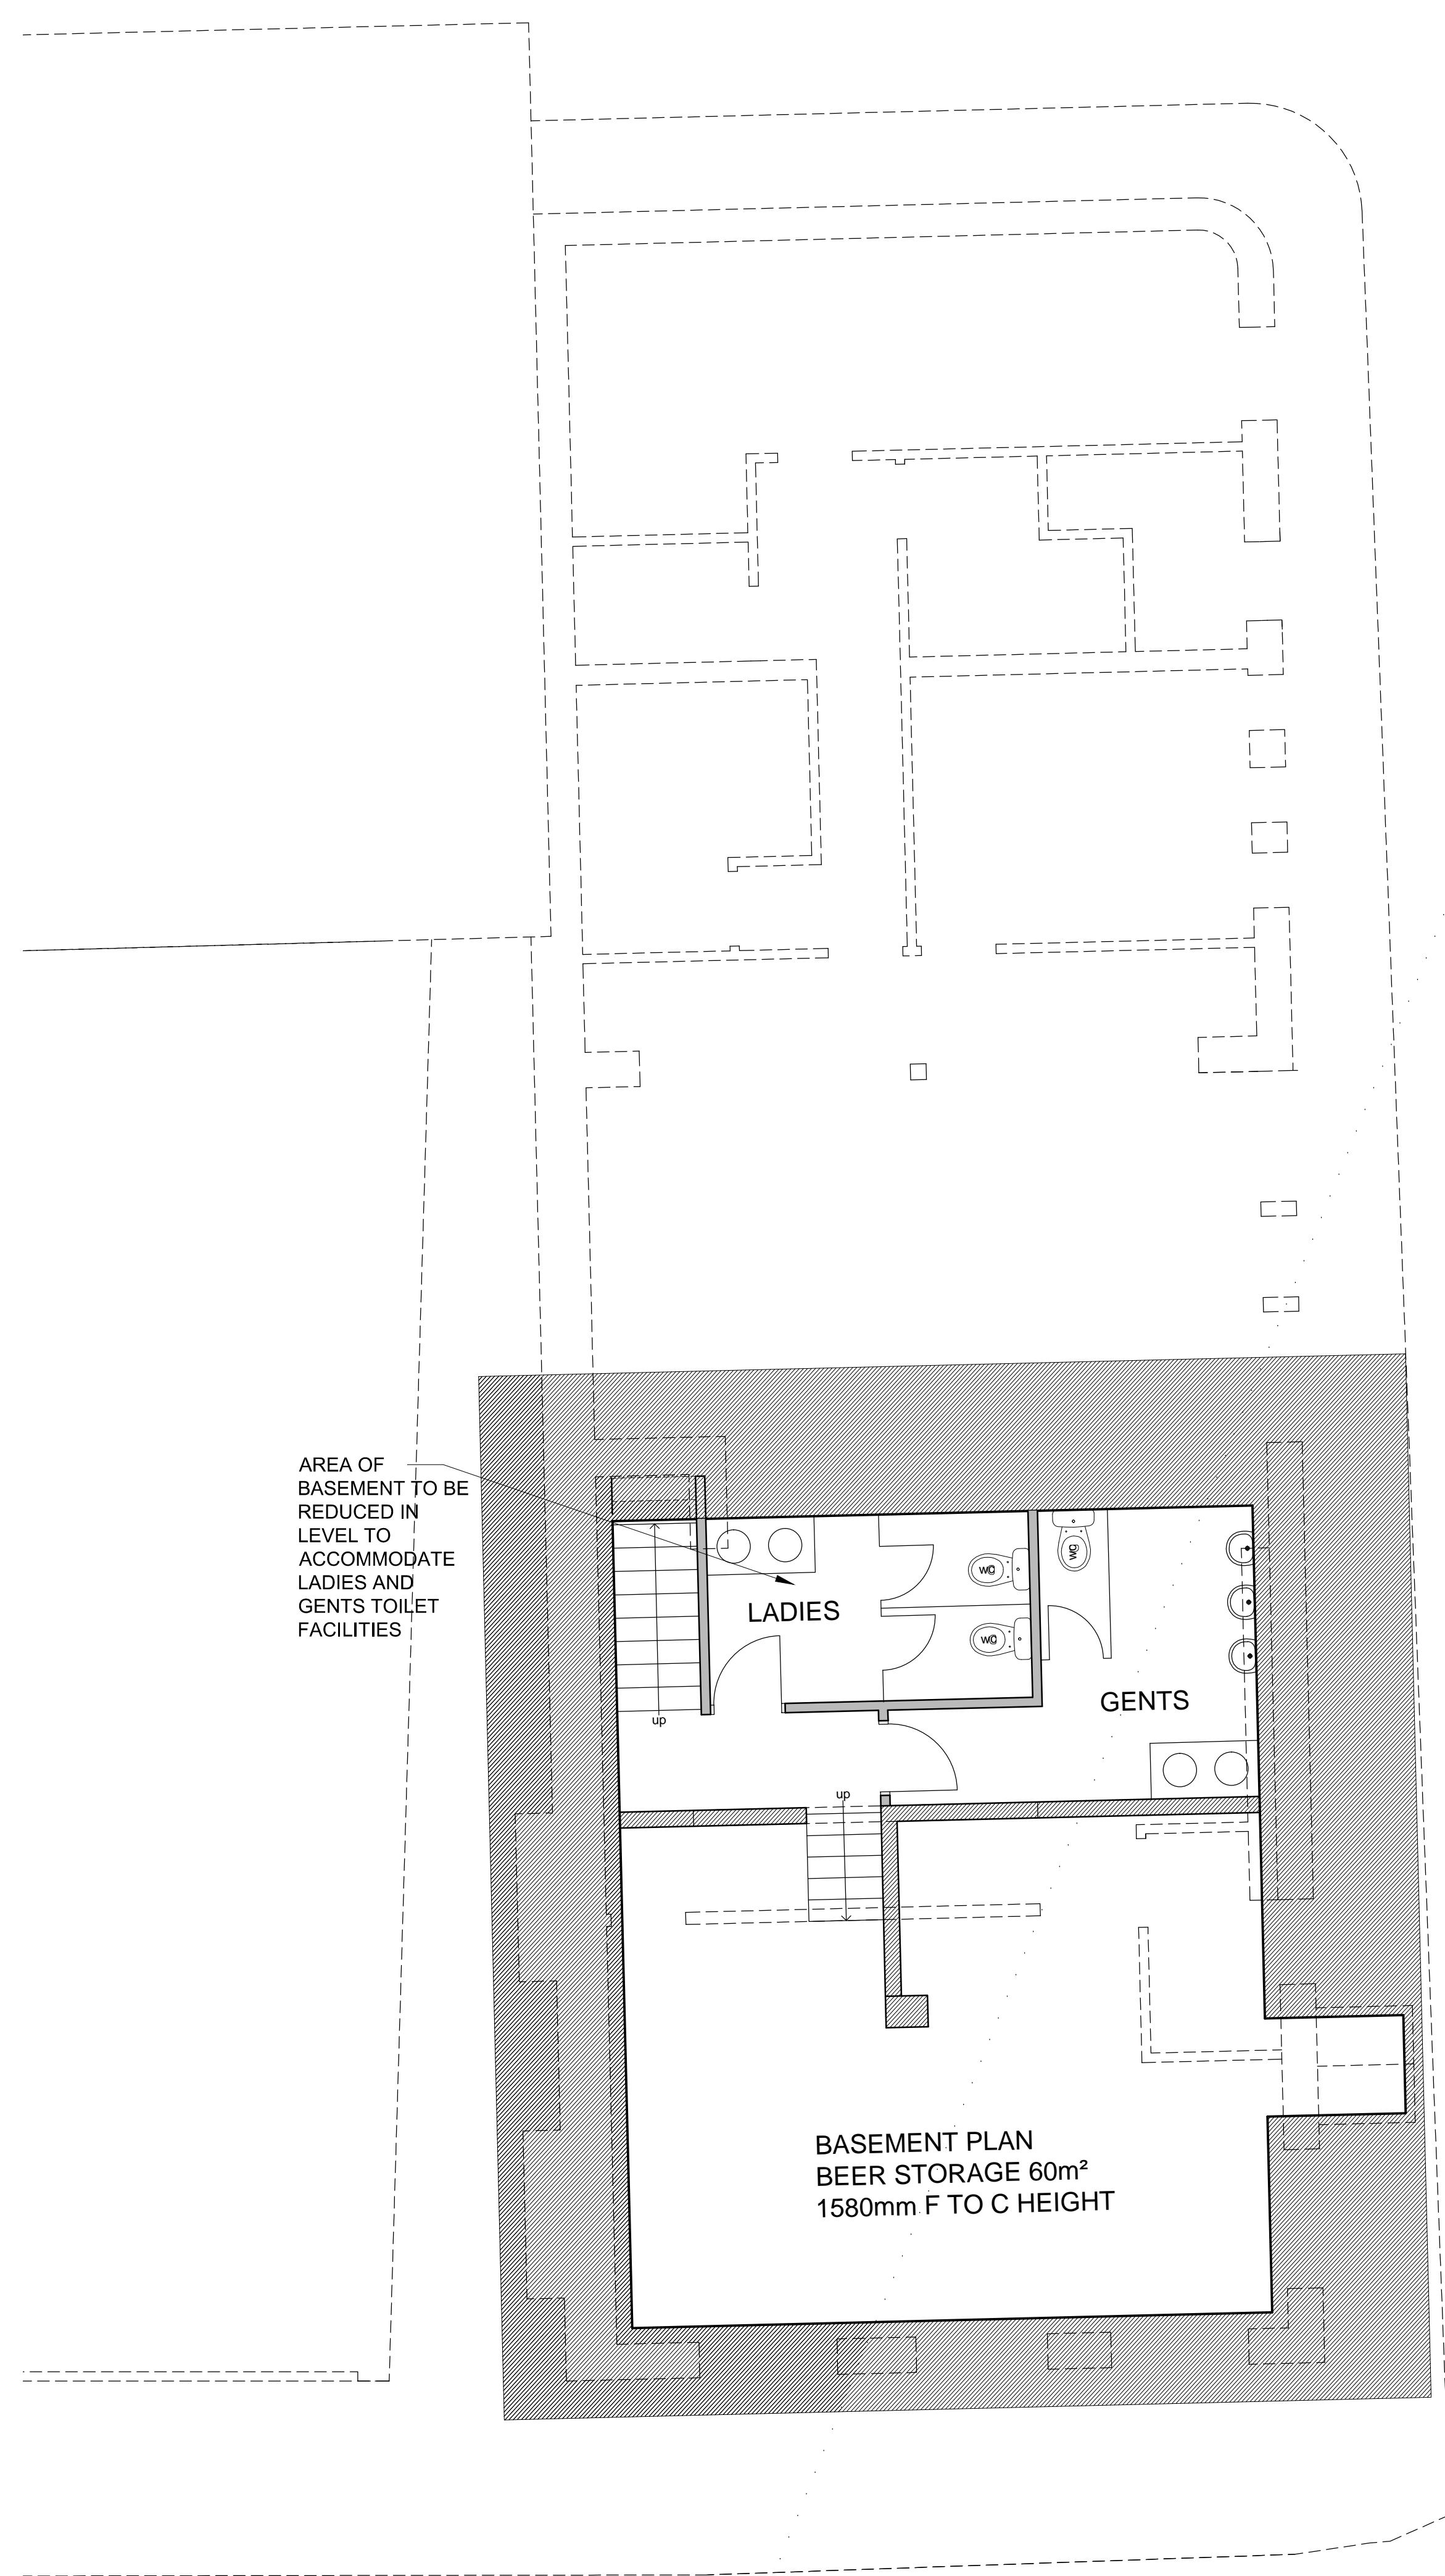 AREA OF
BASEMENT TO BE
REDUCED IN
LEVEL TO
ACCOMMODATE
LADIES AND
GENTS TOILET
FACILITIES
WC
WC
WC
LADIES
GENTS
up
up
BASEMENT PLAN
BEER STORAGE 60m²
1580mm F TO C HEIGHT